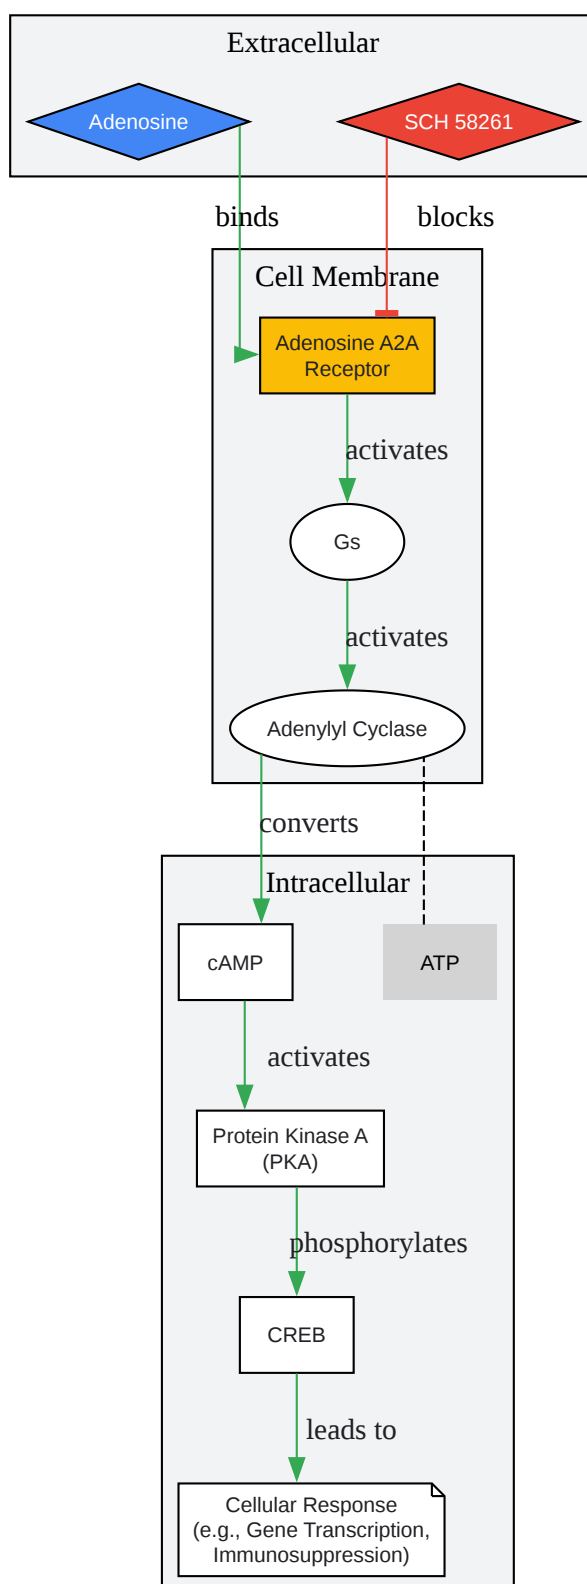 Extracellular
Adenosine
SCH 58261
binds
blocks
Cell Membrane
Adenosine A2A
Receptor
activates
Gs
activates
Adenylyl Cyclase
converts
Intracellular
cAMP
ATP
activates
Protein Kinase A
(PKA)
phosphorylates
CREB
leads to
Cellular Response
(e.g., Gene Transcription,
Immunosuppression)